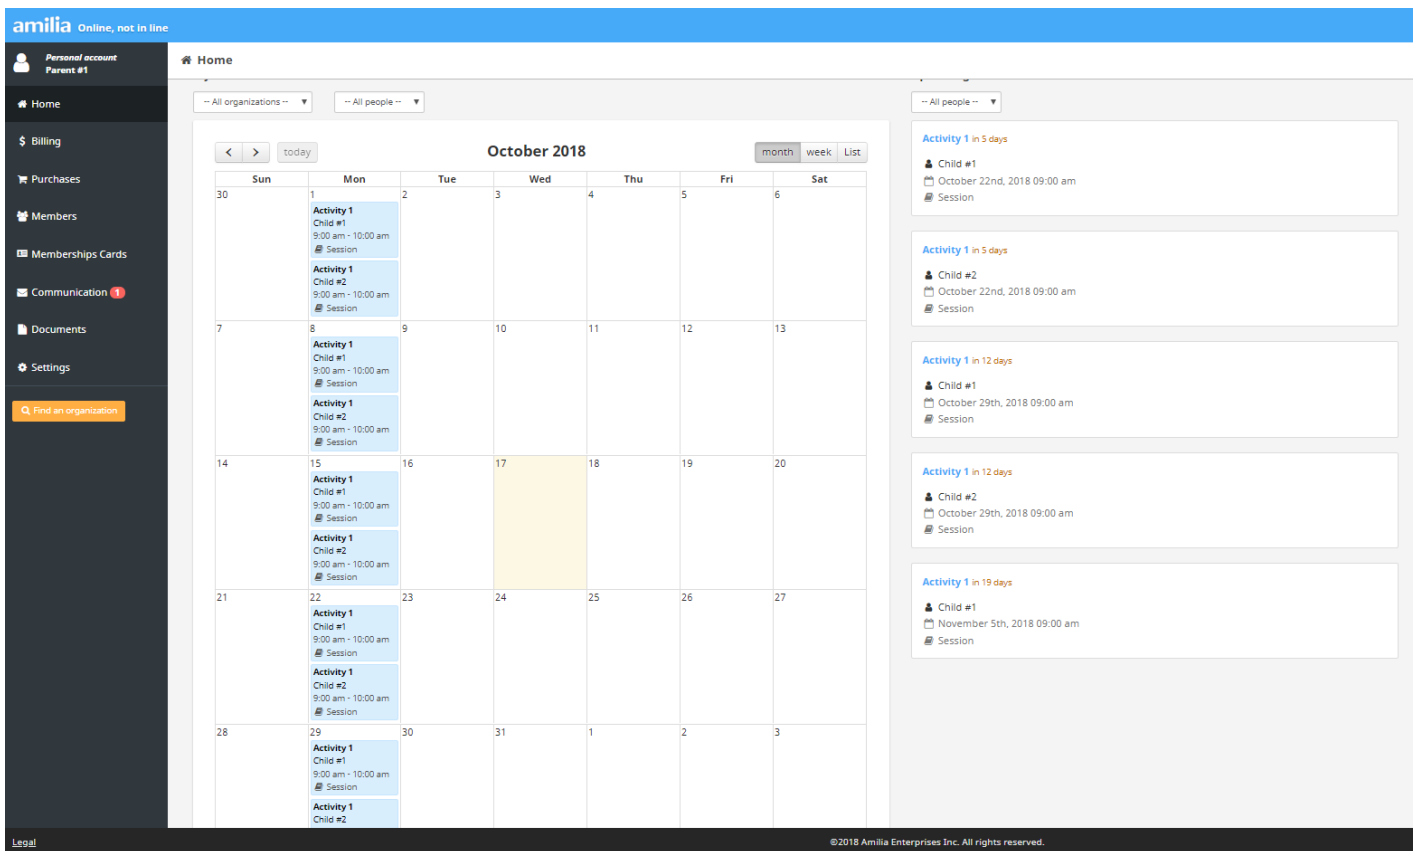 amilia Online, not in line
Personal account
Parent #1
Home
Billing
Purchases
Members
Memberships Cards
Communication 1
Documents
Settings
Find an organization
Home
-- All organizations --
-- All people --
today
October 2018
month week List
Sun Mon Tue Wed Thu Fri Sat
30 1 2 3 4 5 6
Activity 1
Child #1
9:00 am - 10:00 am
Session
Activity 1
Child #2
9:00 am - 10:00 am
Session
7 8 9 10 11 12 13
Activity 1
Child #1
9:00 am - 10:00 am
Session
Activity 1
Child #2
9:00 am - 10:00 am
Session
14 15 16 17 18 19 20
Activity 1
Child #1
9:00 am - 10:00 am
Session
Activity 1
Child #2
9:00 am - 10:00 am
Session
21 22 23 24 25 26 27
Activity 1
Child #1
9:00 am - 10:00 am
Session
Activity 1
Child #2
9:00 am - 10:00 am
Session
28 29 30 31 1 2 3
Activity 1
Child #1
9:00 am - 10:00 am
Session
Activity 1
Child #2
-- All people --
Activity 1 in 5 days
Child #1
October 22nd, 2018 09:00 am
Session
Activity 1 in 5 days
Child #2
October 22nd, 2018 09:00 am
Session
Activity 1 in 12 days
Child #1
October 29th, 2018 09:00 am
Session
Activity 1 in 12 days
Child #2
October 29th, 2018 09:00 am
Session
Activity 1 in 19 days
Child #1
November 5th, 2018 09:00 am
Session
Legal
©2018 Amilia Enterprises Inc. All rights reserved.